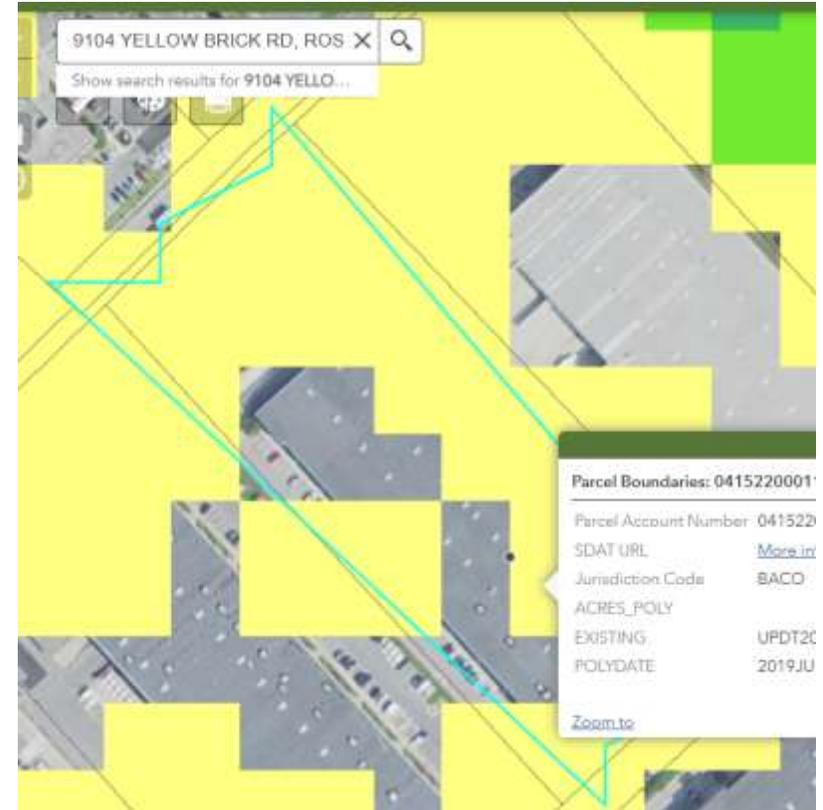 9104 YELLOW BRICK RD, ROS
Show search results for 9104 YELLO...
Parcel Boundaries: 0415220001
Parcel Account Number 041522
SDAT URL More in
Jurisdiction Code BACO
ACRES_POLY
EXISTING UPDT20
POLYDATE 2019JU
Zoom to